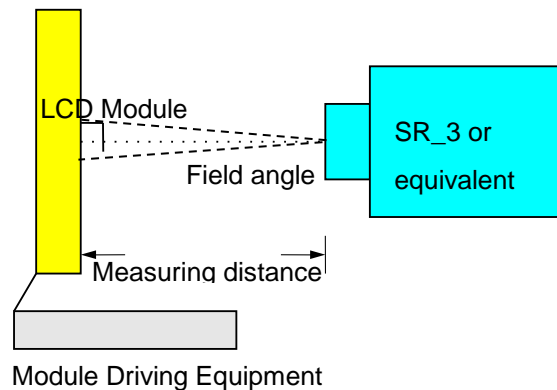 LCD Module
SR_3 or
equivalent
Field angle
Measuring distance
Module Driving Equipment